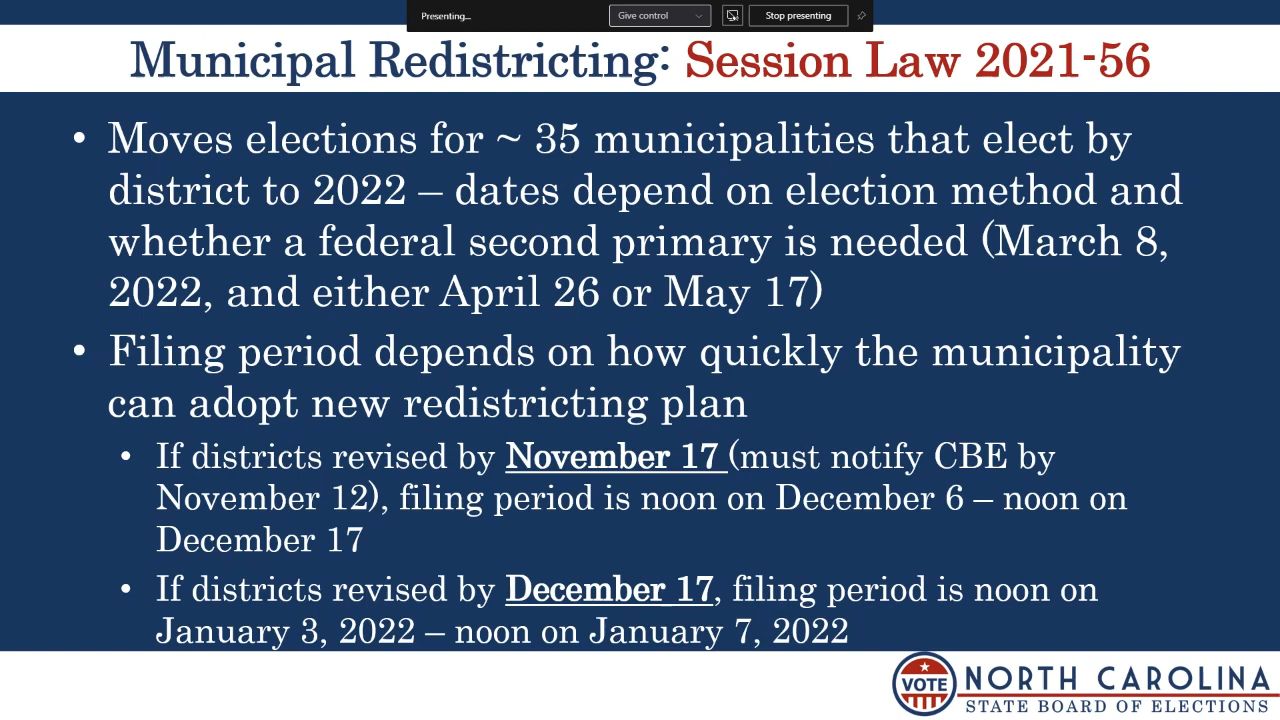 Presenting...
Give control
Stop presenting
Municipal Redistricting: Session Law 2021-56
• Moves elections for ~ 35 municipalities that elect by
district to 2022 – dates depend on election method and
whether a federal second primary is needed (March 8,
2022, and either April 26 or May 17)
• Filing period depends on how quickly the municipality
can adopt new redistricting plan
• If districts revised by November 17 (must notify CBE by
November 12), filing period is noon on December 6 – noon on
December 17
• If districts revised by December 17, filing period is noon on
January 3, 2022 – noon on January 7, 2022
VOTE
NORTH CAROLINA
STATE BOARD OF ELECTIONS